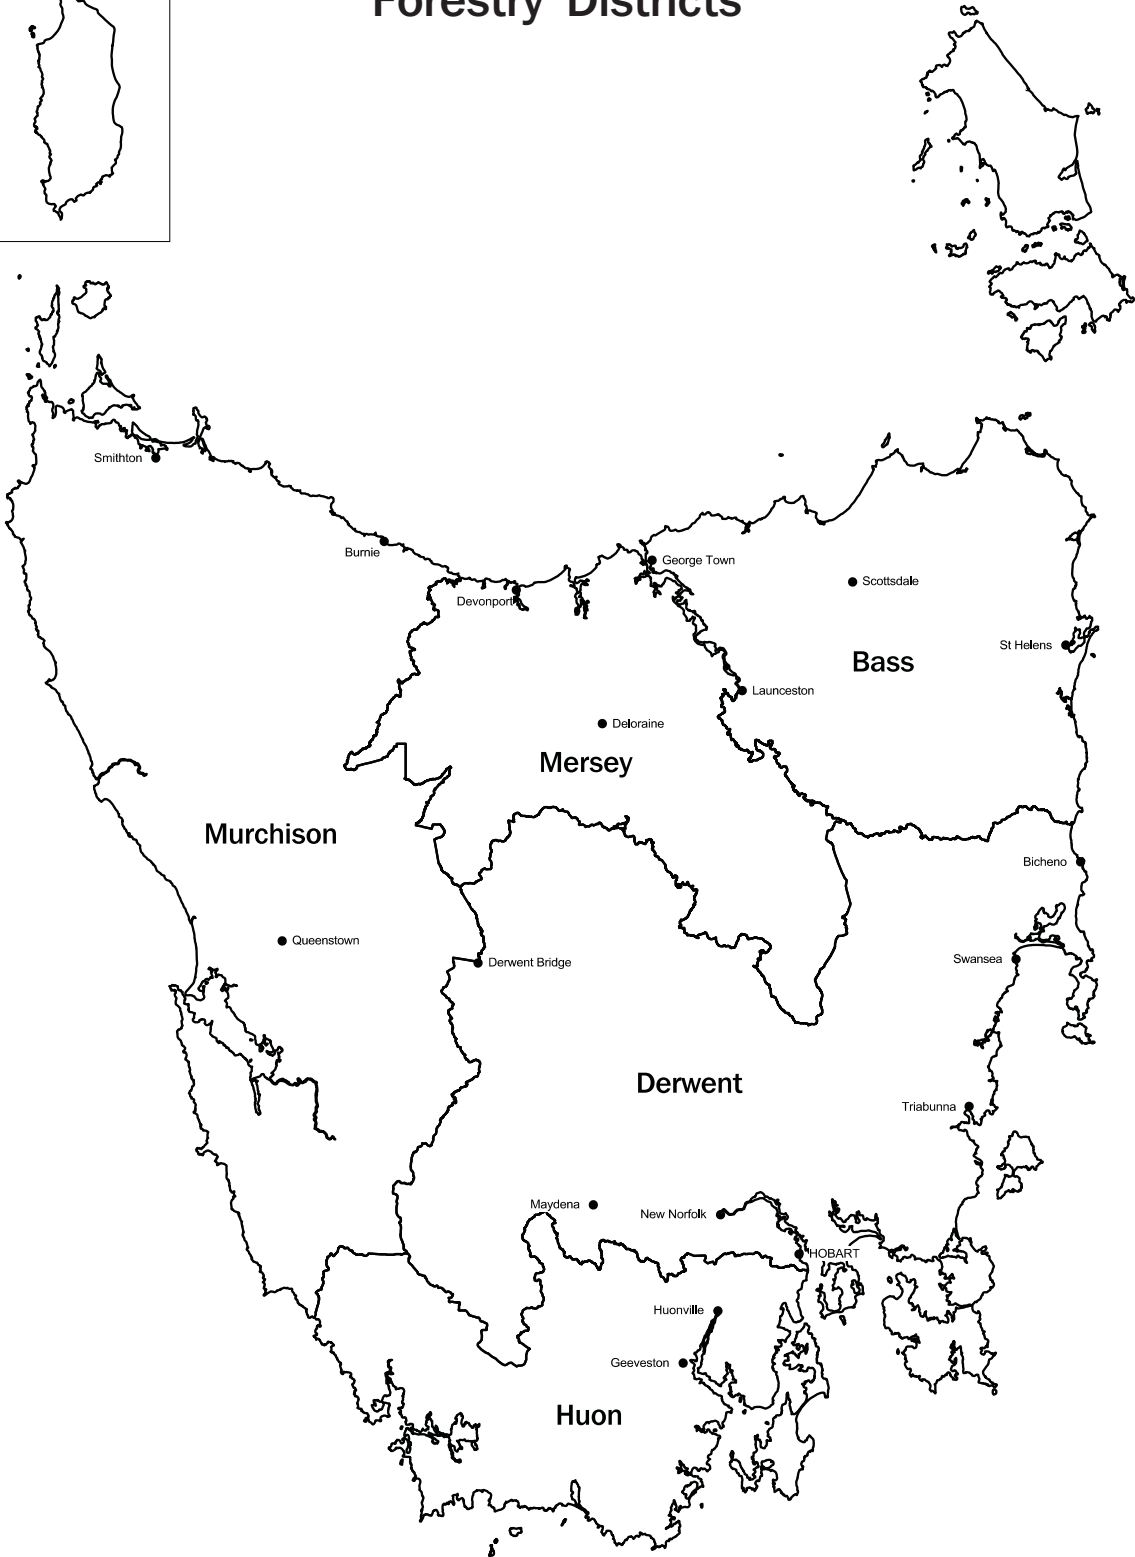 Forestry Districts
Smithton
Burnie
George Town
Devonport
Scottsdale
St Helens
Bass
Launceston
Deloraine
Mersey
Murchison
Bicheno
Queenstown
Swansea
Derwent Bridge
Derwent
Triabunna
Maydena
New Norfolk
HOBART
Huonville
Geeveston
Huon